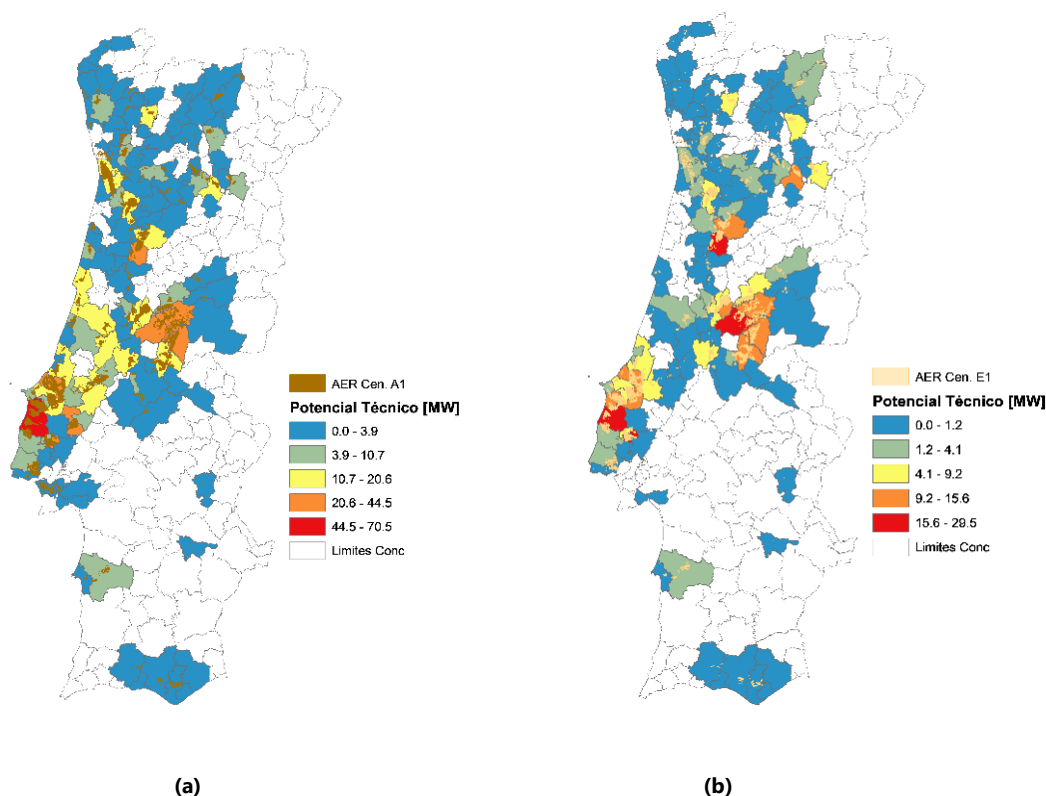 AER Cen. A1
Potencial Técnico [MW]
0.0 - 3.9
3.9 - 10.7
10.7 - 20.6
20.6 - 44.5
44.5 - 70.5
Limites Conc
(a)
AER Cen. E1
Potencial Técnico [MW]
0.0 - 1.2
1.2 - 4.1
4.1 - 9.2
9.2 - 15.6
15.6 - 29.5
Limites Conc
(b)